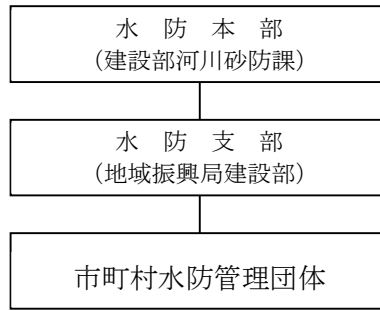 水　防　本　部
（建設部河川砂防課）
水　防　支　部
（地域振興局建設部）
市町村水防管理団体